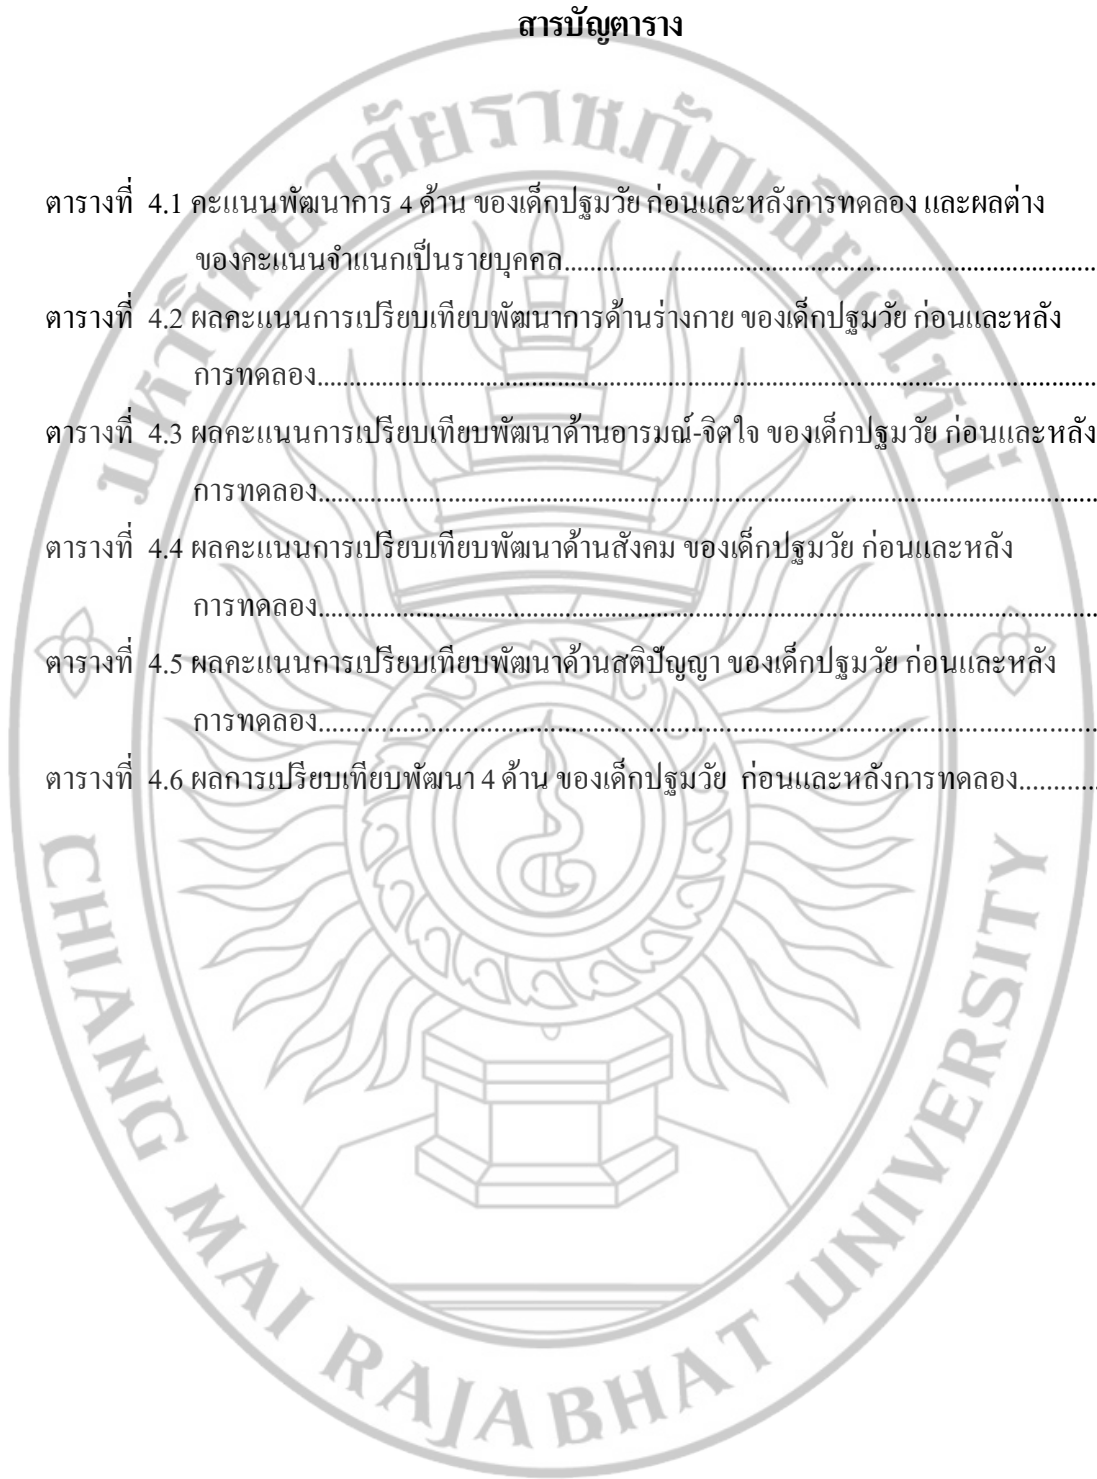 สารบัญตาราง
ตารางที่ 4.1 คะแนนพัฒนาการ 4 ด้าน ของเด็กปฐมวัย ก่อนและหลังการทดลอง และผลต่าง
ของคะแนนจำแนกเป็นรายบุคคล..........................................................................................
ตารางที่ 4.2 ผลคะแนนการเปรียบเทียบพัฒนาการด้านร่างกาย ของเด็กปฐมวัย ก่อนและหลัง
การทดลอง..........................................................................................
ตารางที่ 4.3 ผลคะแนนการเปรียบเทียบพัฒนาด้านอารมณ์-จิตใจ ของเด็กปฐมวัย ก่อนและหลัง
การทดลอง..........................................................................................
ตารางที่ 4.4 ผลคะแนนการเปรียบเทียบพัฒนาด้านสังคม ของเด็กปฐมวัย ก่อนและหลัง
การทดลอง..........................................................................................
ตารางที่ 4.5 ผลคะแนนการเปรียบเทียบพัฒนาด้านสติปัญญา ของเด็กปฐมวัย ก่อนและหลัง
การทดลอง..........................................................................................
ตารางที่ 4.6 ผลการเปรียบเทียบพัฒนา 4 ด้าน ของเด็กปฐมวัย ก่อนและหลังการทดลอง.............
มหาวิทยาลัยราชภัฏเชียงใหม่
CHIANG MAI RAJABHAT UNIVERSITY